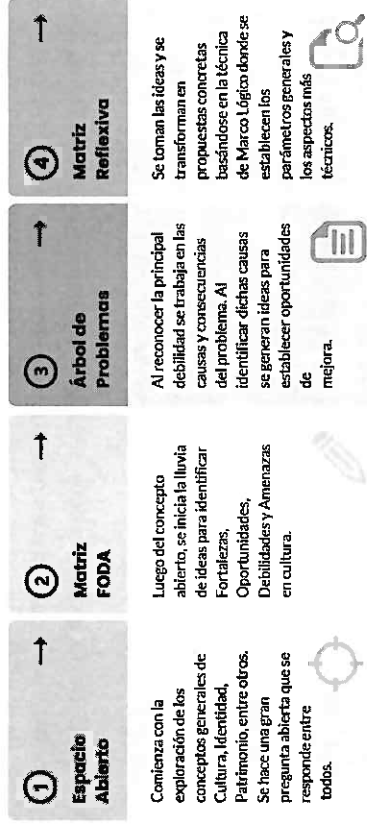 1 →
Espacio
Abierto
Comienza con la
exploración de los
conceptos generales de
Cultura, Identidad,
Patrimonio, entre otros.
Se hace una gran
pregunta abierta que se
responde entre
todos.
2 →
Matriz
FODA
Luego del concepto
abierto, se inicia la lluvia
de ideas para identificar
Fortalezas,
Oportunidades,
Debilidades y Amenazas
en cultura.
3 →
Árbol de
Problemas
Al reconocer la principal
debilidad se trabaja en las
causas y consecuencias
del problema. Al
identificar dichas causas
se generan ideas para
establecer oportunidades
de
mejora.
4 →
Matriz
Reflexiva
Se toman las ideas y se
transforman en
propuestas concretas
basándose en la técnica
de Marco Lógico donde se
establecen los
parámetros generales y
los aspectos más
técnicos.